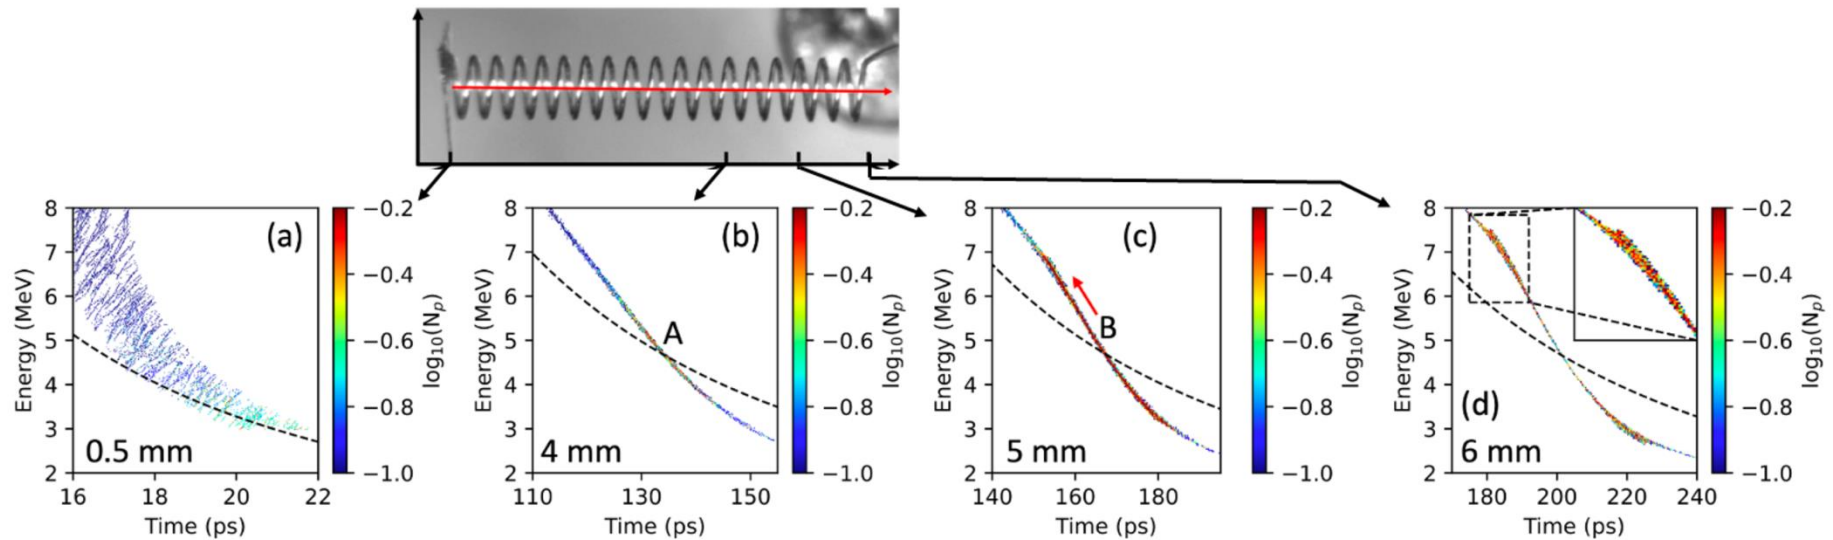 8
7
6
5
4
3
2
Energy (MeV)
(a)
0.5 mm
16 18 20 22
Time (ps)
−0.2
−0.4
−0.6
−0.8
−1.0
log₁₀(Nₚ)
8
7
6
5
4
3
2
Energy (MeV)
(b)
A
4 mm
110 130 150
Time (ps)
−0.2
−0.4
−0.6
−0.8
−1.0
log₁₀(Nₚ)
8
7
6
5
4
3
2
Energy (MeV)
(c)
B
5 mm
140 160 180
Time (ps)
−0.2
−0.4
−0.6
−0.8
−1.0
log₁₀(Nₚ)
8
7
6
5
4
3
2
Energy (MeV)
(d)
6 mm
180 200 220 240
Time (ps)
−0.2
−0.4
−0.6
−0.8
−1.0
log₁₀(Nₚ)